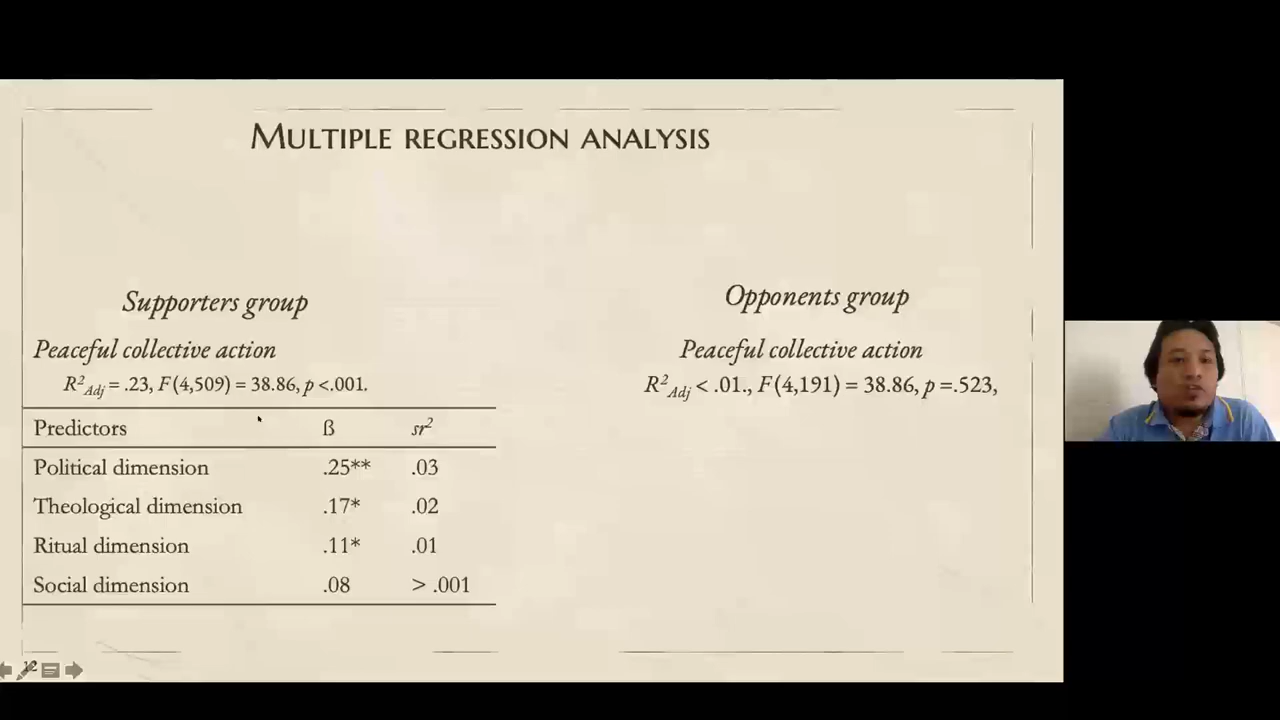 Multiple regression analysis
Supporters group
Peaceful collective action
R²Adj = .23, F(4,509) = 38.86, p <.001.
Predictors ß sr²
Political dimension .25** .03
Theological dimension .17* .02
Ritual dimension .11* .01
Social dimension .08 > .001
Opponents group
Peaceful collective action
R²Adj < .01., F(4,191) = 38.86, p =.523,
12